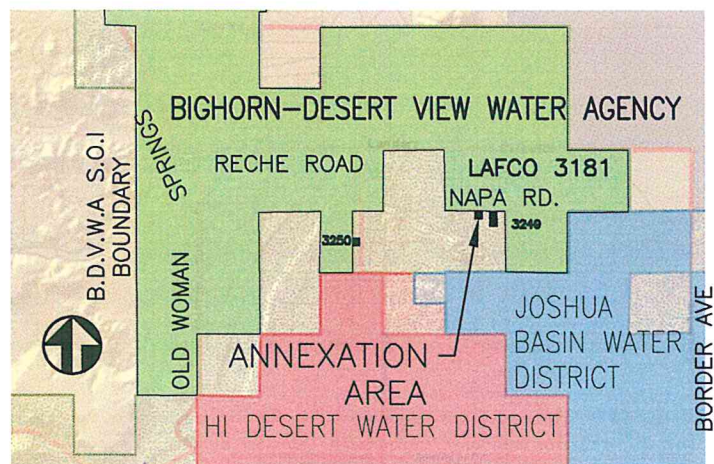 BIGHORN-DESERT VIEW WATER AGENCY
B.D.V.W.A S.O.I
BOUNDARY
OLD WOMAN SPRINGS
RECHE ROAD
LAFCO 3181
NAPA RD.
3250
3249
ANNEXATION
AREA
JOSHUA
BASIN WATER
DISTRICT
BORDER AVE
HI DESERT WATER DISTRICT